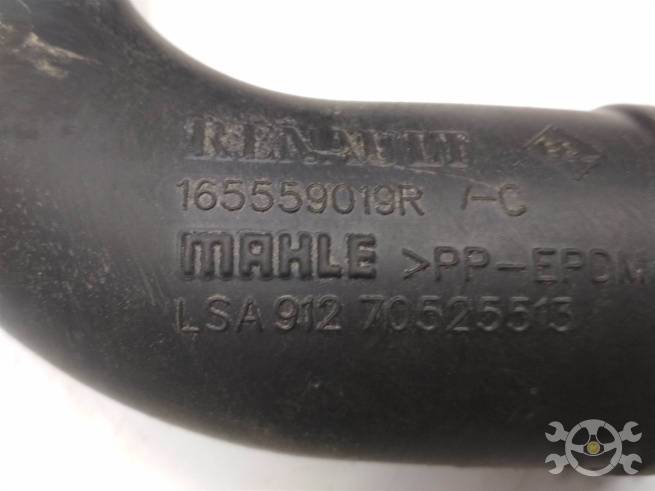 RENAULT
165559019R /-C
MAHLE >PP-EPDM
LSA 912 70525513